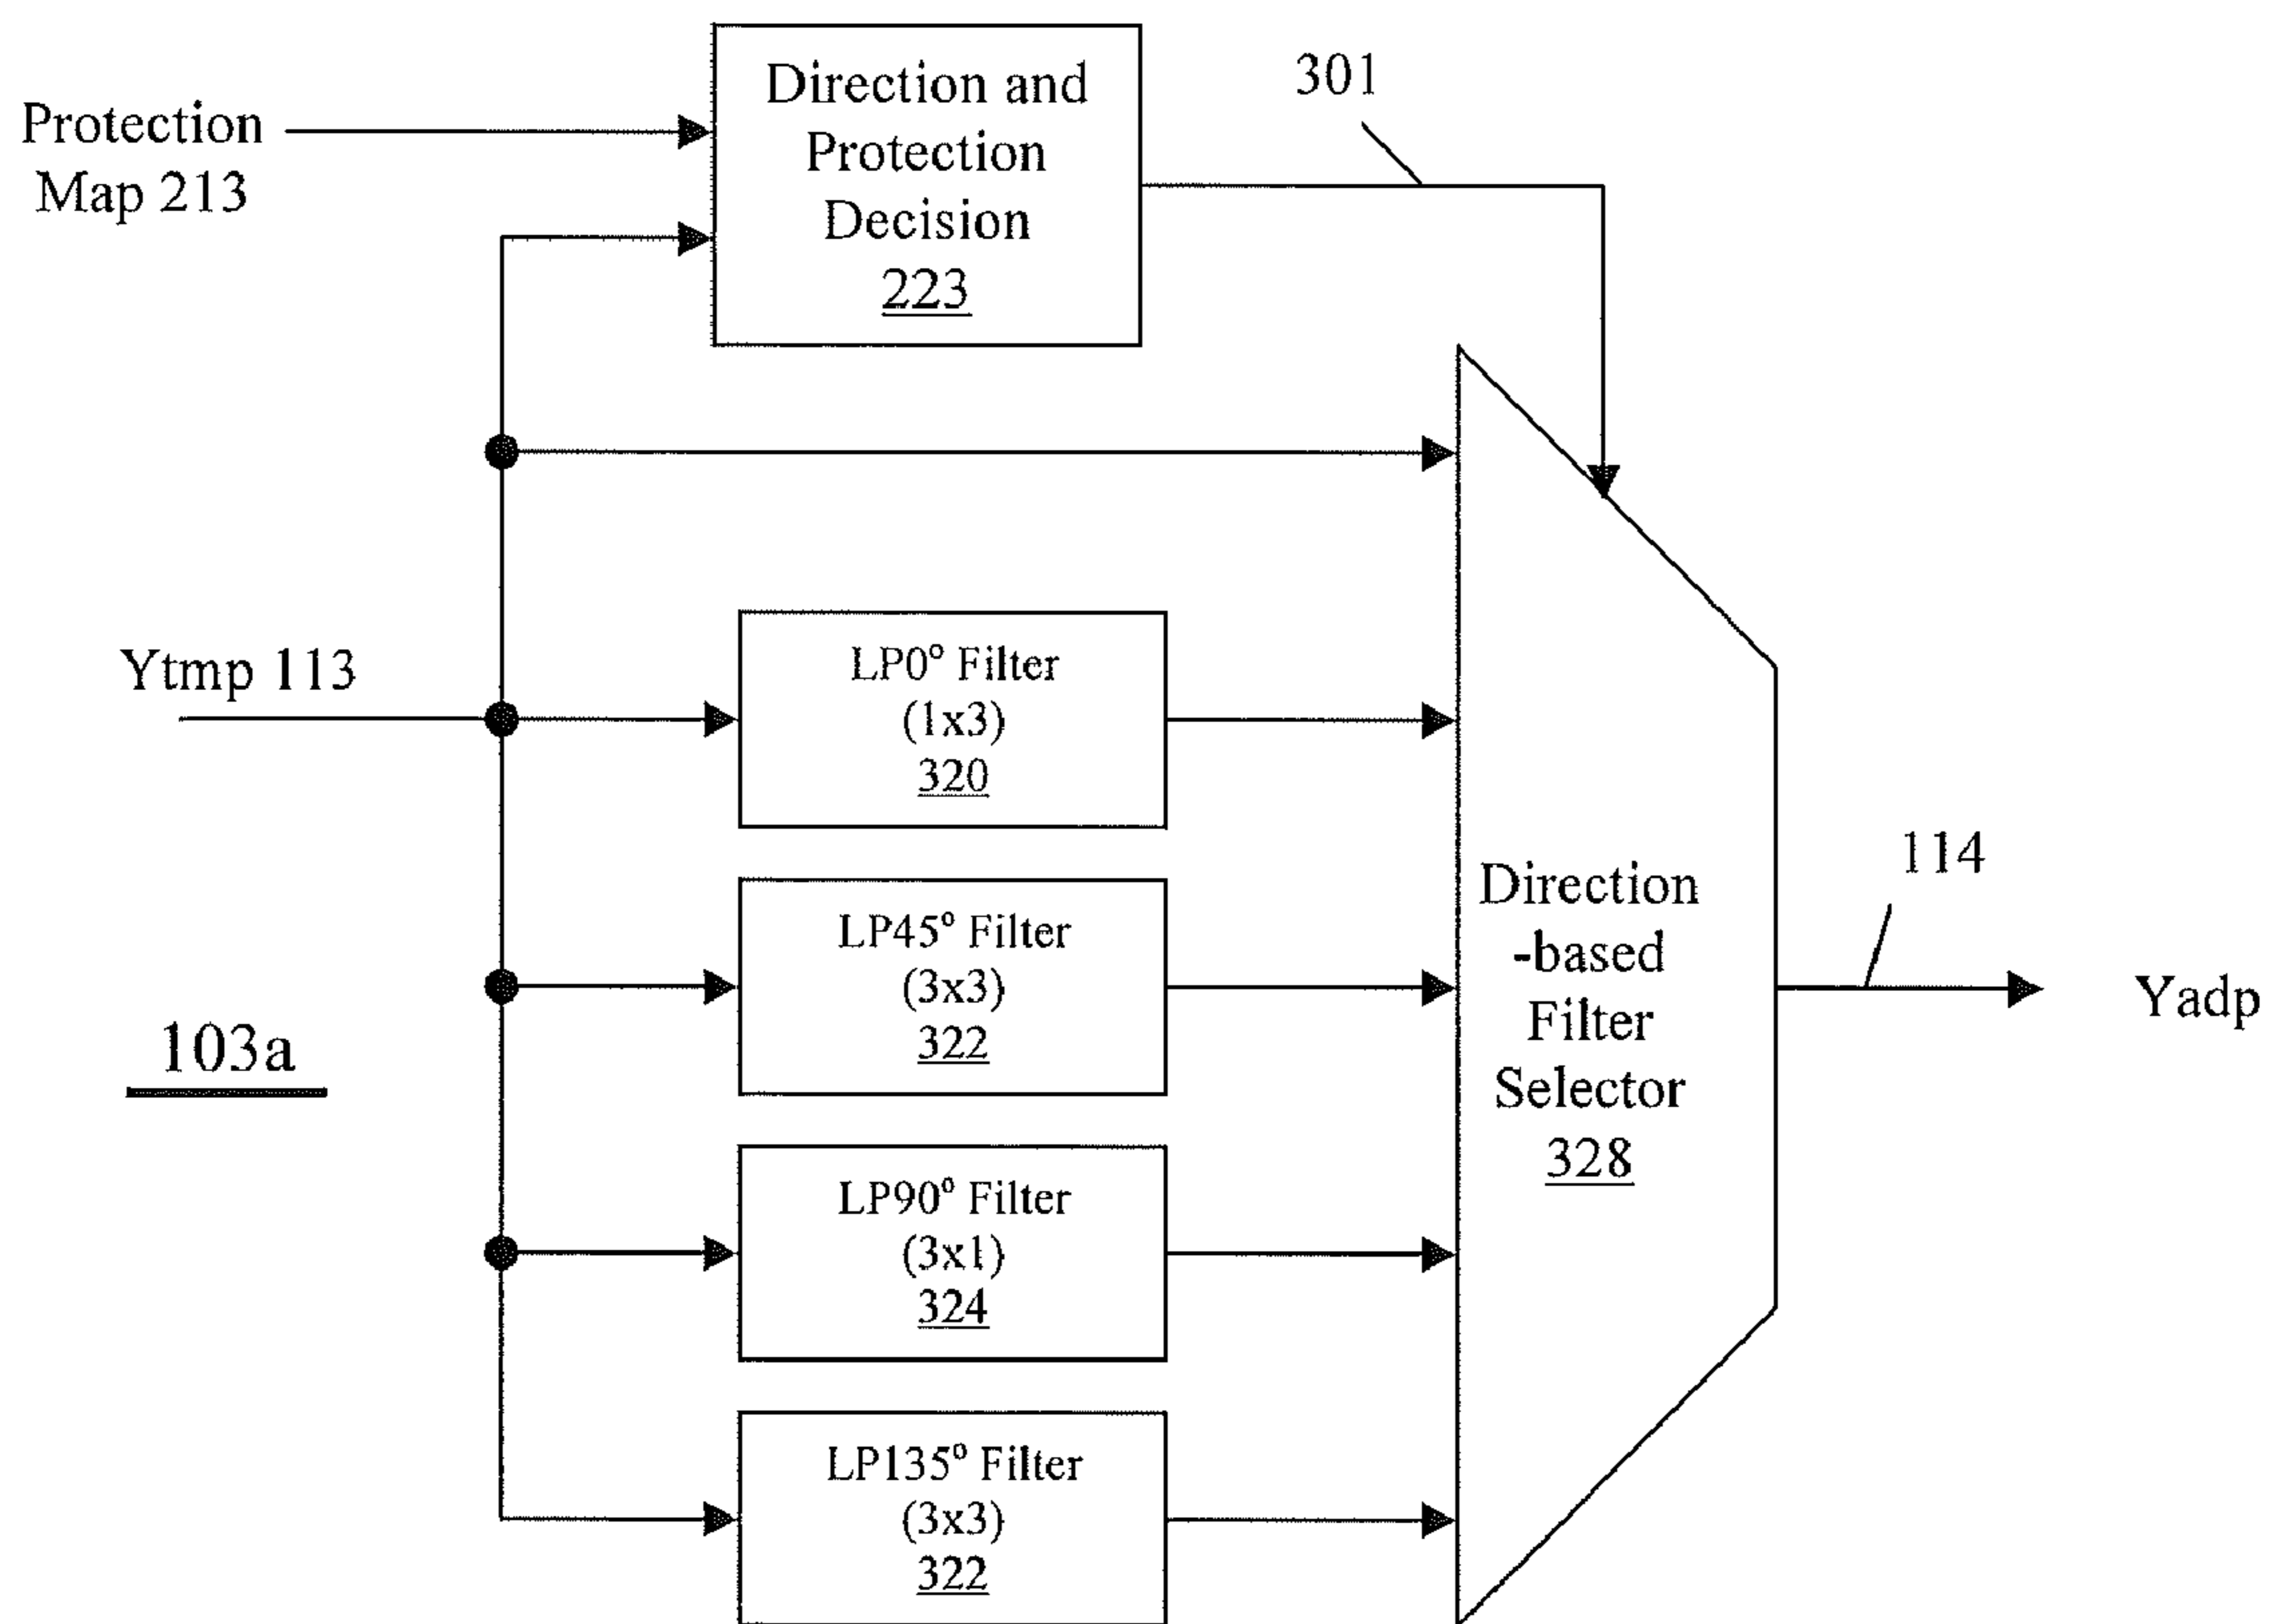 Direction and
Protection
Decision
223
301
Protection
Map 213
Ytmp 113
LP0° Filter
(1x3)
320
LP45° Filter
(3x3)
322
LP90° Filter
(3x1)
324
LP135° Filter
(3x3)
322
Direction
-based
Filter
Selector
328
114
Yadp
103a